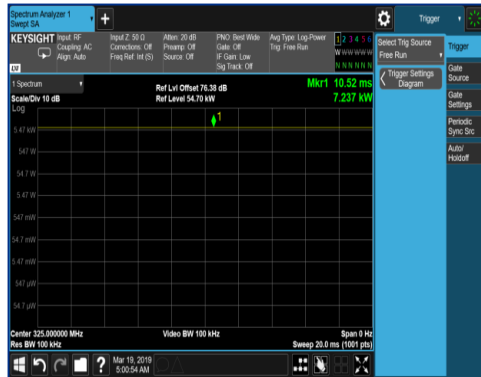 Spectrum Analyzer 1
Swept SA
Trigger
KEYSIGHT
Input: RF
Coupling: AC
Align: Auto
Input Z: 50 Ω
Corrections: Off
Freq Ref: Int (S)
Atten: 20 dB
Preamp: Off
Source: Off
PNO: Best Wide
Gate: Off
IF Gain: Low
Sig Track: Off
Avg Type: Log-Power
Trig: Free Run
1 2 3 4 5 6
W W W W W W
N N N N N N
LXI
1 Spectrum
Scale/Div 10 dB
Ref Lvl Offset 76.38 dB
Ref Level 54.70 kW
Mkr1 10.52 ms
7.237 kW
Log
1
5.47 kW
547 W
54.7 W
5.47 W
547 mW
54.7 mW
5.47 mW
547 µW
54.7 µW
Center 325.000000 MHz
Res BW 100 kHz
Video BW 100 kHz
Span 0 Hz
Sweep 20.0 ms (1001 pts)
?
Mar 19, 2019
5:00:54 AM
Select Trig Source
Free Run
Trigger Settings
Diagram
Trigger
Gate
Source
Gate
Settings
Periodic
Sync Src
Auto/
Holdoff